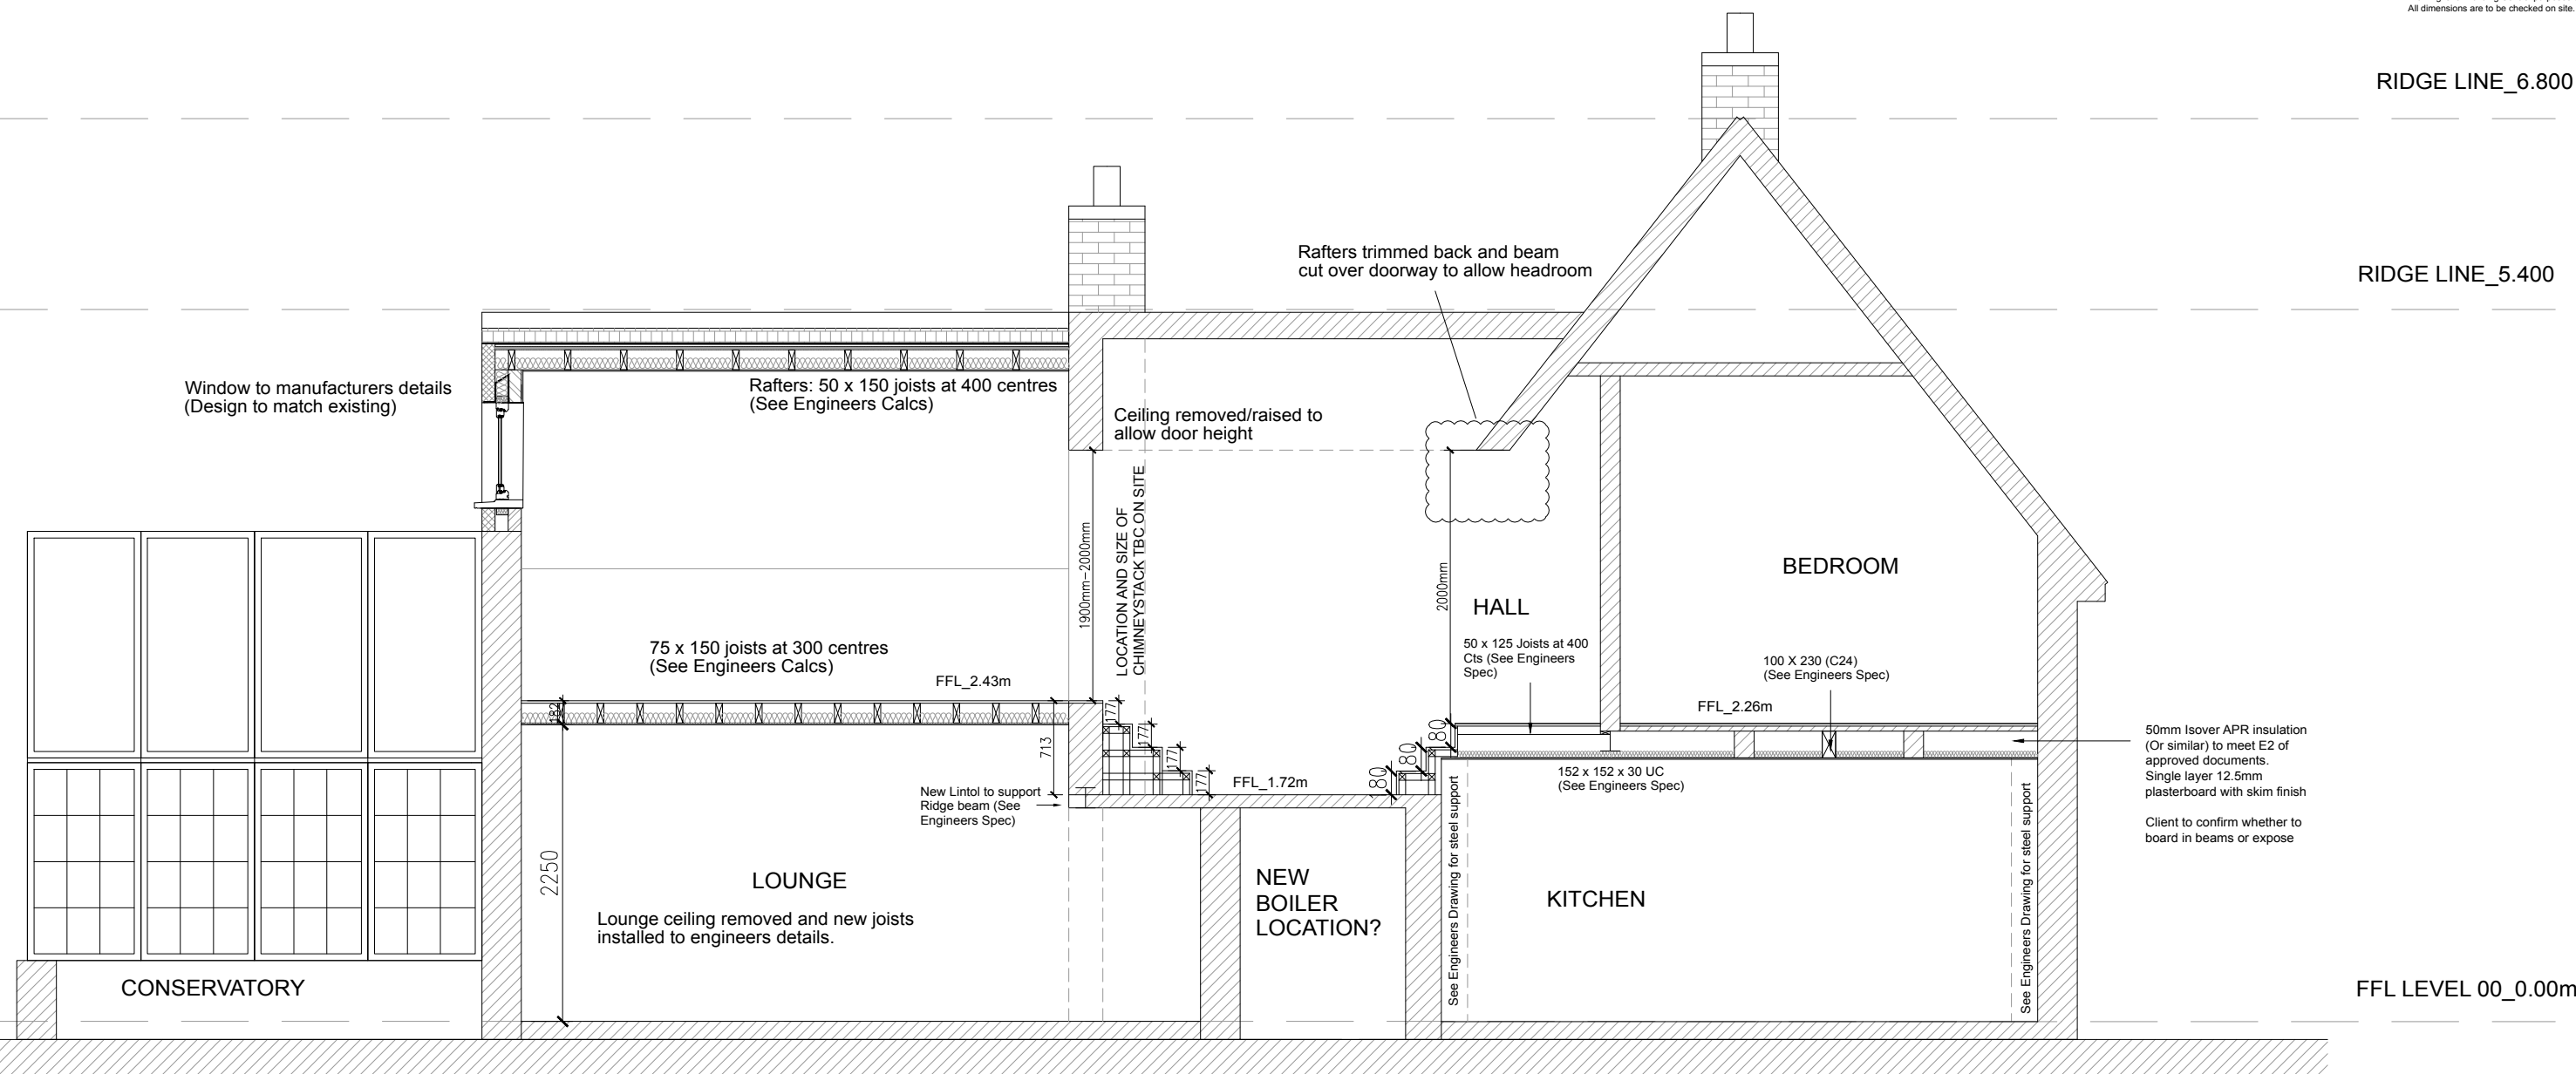 All dimensions are to be checked on site.
RIDGE LINE_6.800
RIDGE LINE_5.400
Rafters trimmed back and beam
cut over doorway to allow headroom
Window to manufacturers details
(Design to match existing)
Rafters: 50 x 150 joists at 400 centres
(See Engineers Calcs)
Ceiling removed/raised to
allow door height
LOCATION AND SIZE OF
CHIMNEYSTACK TBC ON SITE
1900mm-2000mm
2000mm
HALL
BEDROOM
50 x 125 Joists at 400
Cts (See Engineers
Spec)
75 x 150 joists at 300 centres
(See Engineers Calcs)
FFL_2.43m
100 X 230 (C24)
(See Engineers Spec)
FFL_2.26m
182
713
177
177
177
177
180
180
180
FFL_1.72m
152 x 152 x 30 UC
(See Engineers Spec)
50mm Isover APR insulation
(Or similar) to meet E2 of
approved documents.
Single layer 12.5mm
plasterboard with skim finish
Client to confirm whether to
board in beams or expose
New Lintol to support
Ridge beam (See
Engineers Spec)
2250
LOUNGE
Lounge ceiling removed and new joists
installed to engineers details.
NEW
BOILER
LOCATION?
See Engineers Drawing for steel support
KITCHEN
See Engineers Drawing for steel support
CONSERVATORY
FFL LEVEL 00_0.00m